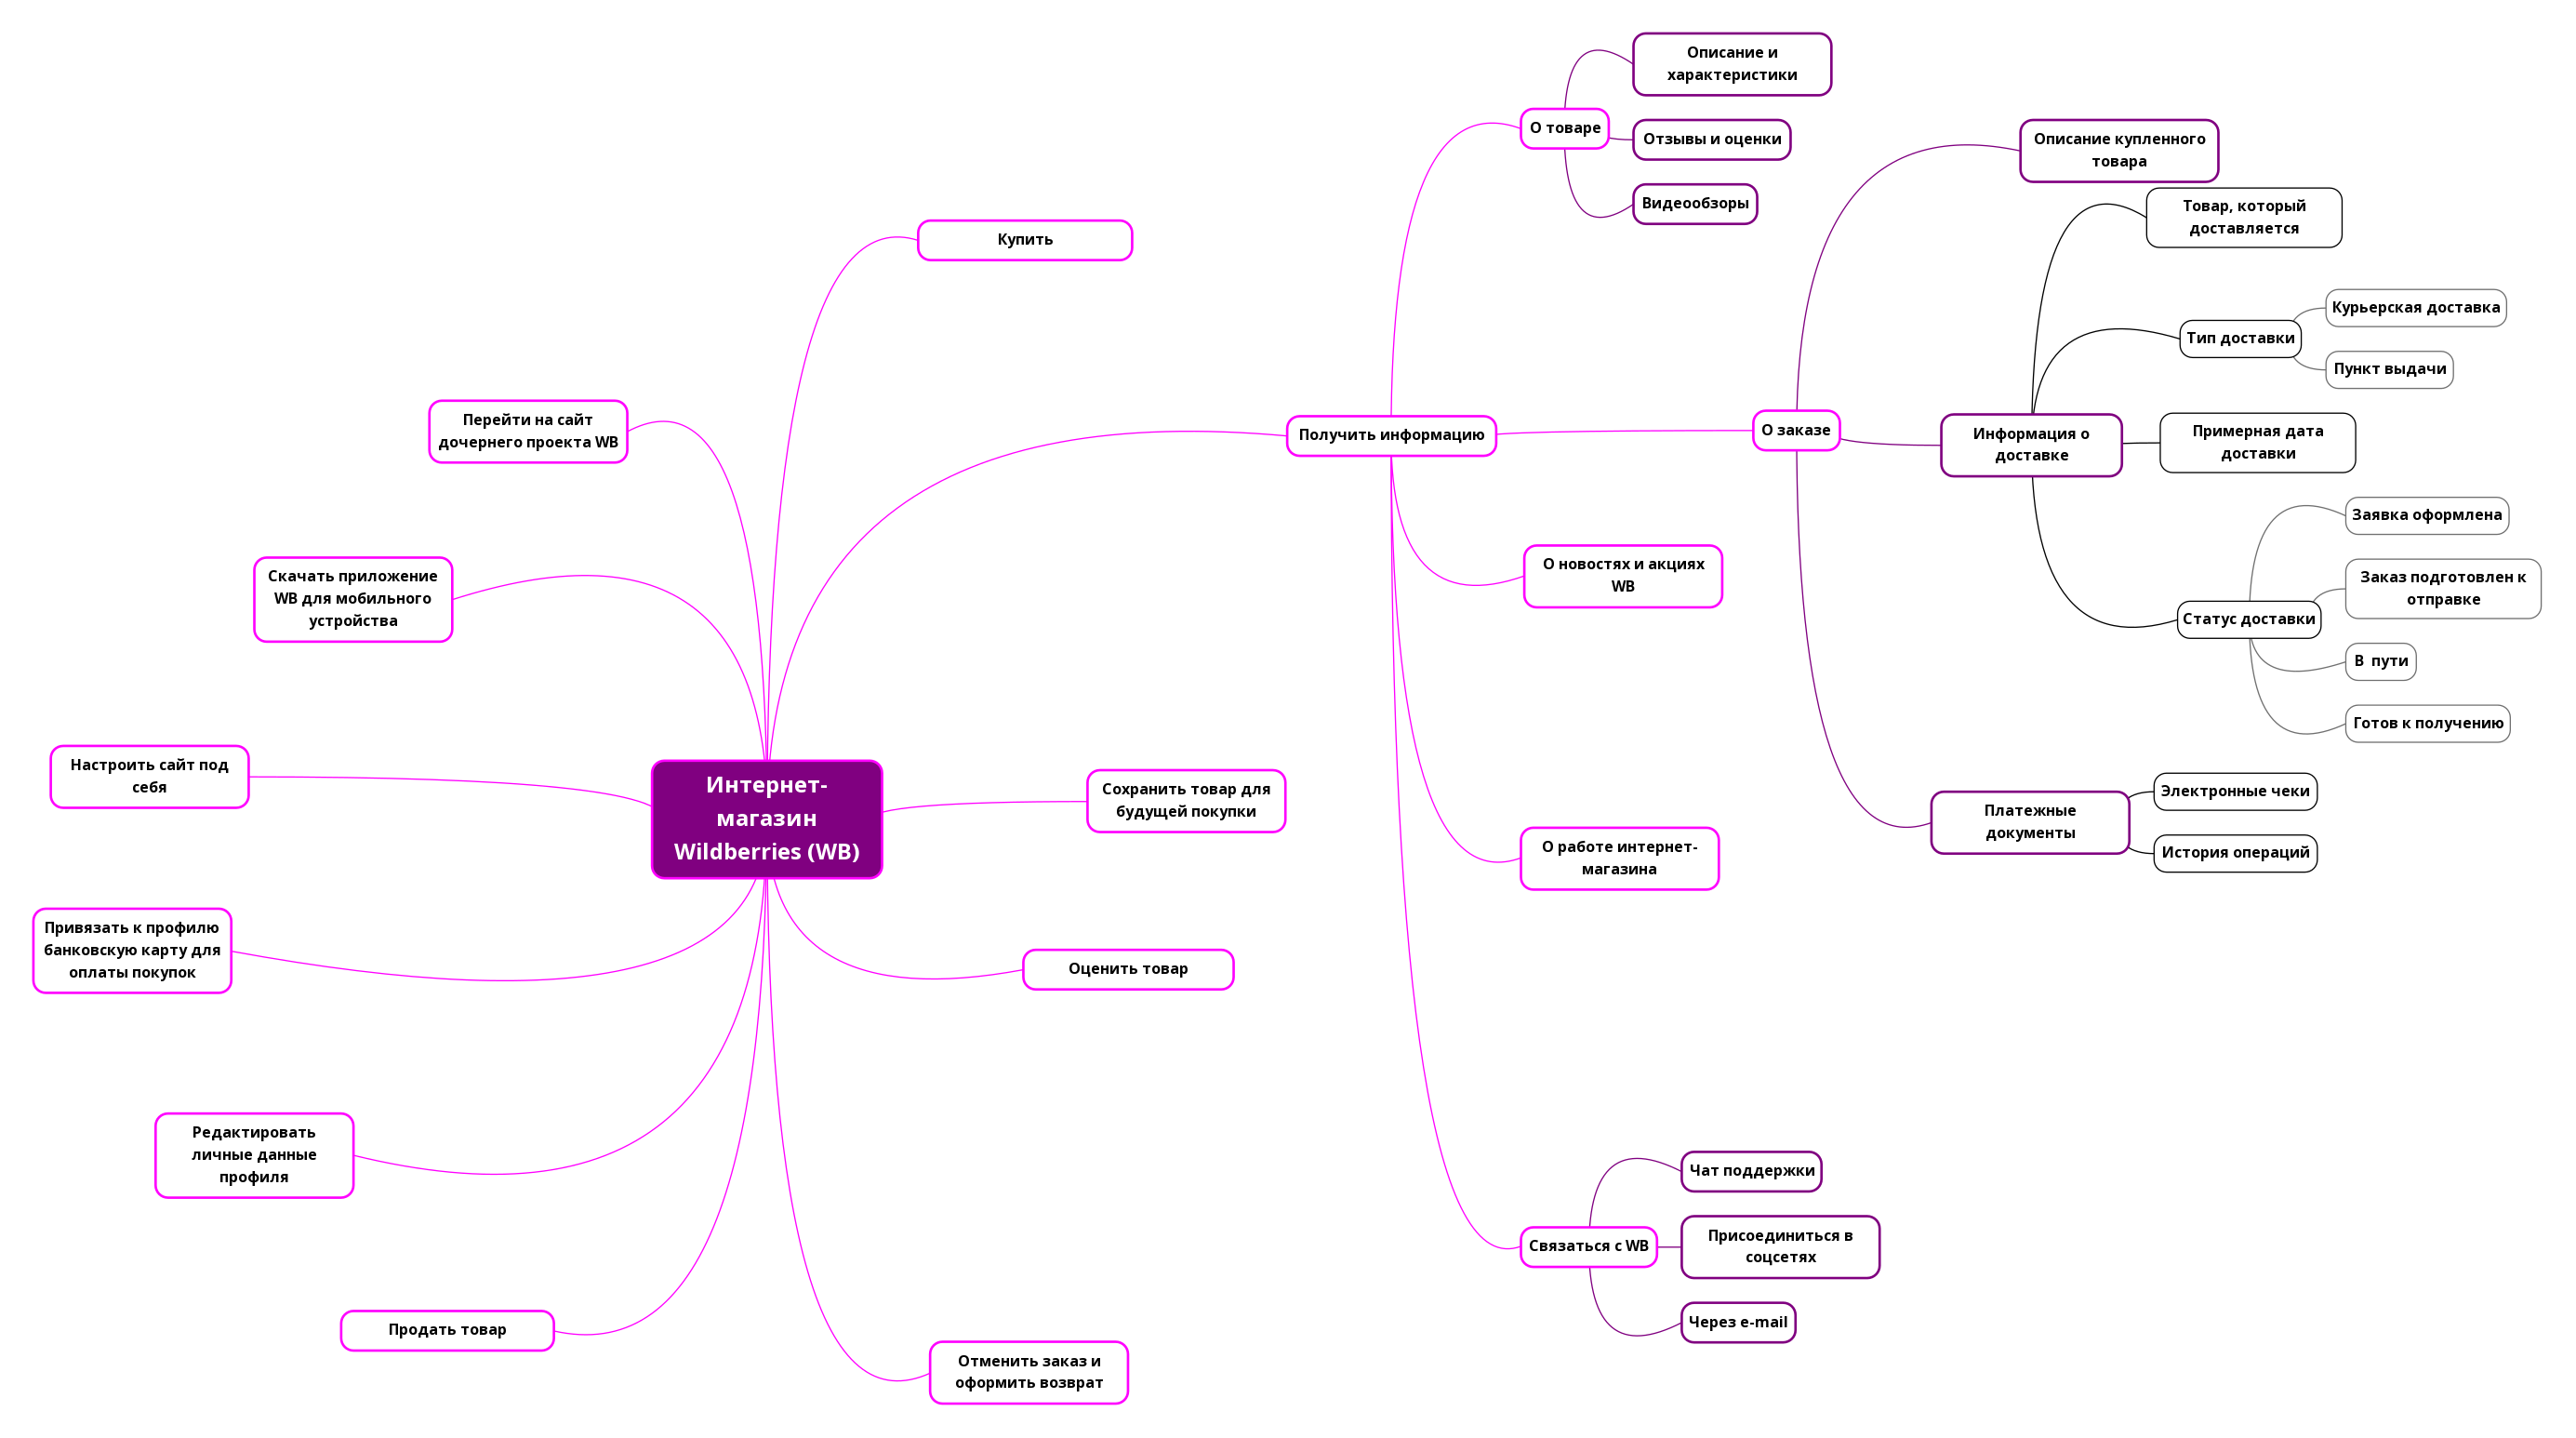 Интернет-
магазин
Wildberries (WB)
Купить
Получить информацию
О товаре
Описание и
характеристики
Отзывы и оценки
Видеообзоры
О заказе
Описание купленного
товара
Информация о
доставке
Товар, который
доставляется
Тип доставки
Курьерская доставка
Пункт выдачи
Примерная дата
доставки
Статус доставки
Заявка оформлена
Заказ подготовлен к
отправке
В  пути
Готов к получению
Платежные
документы
Электронные чеки
История операций
О новостях и акциях
WB
О работе интернет-
магазина
Связаться с WB
Чат поддержки
Присоединиться в
соцсетях
Через e-mail
Сохранить товар для
будущей покупки
Оценить товар
Отменить заказ и
оформить возврат
Перейти на сайт
дочернего проекта WB
Скачать приложение
WB для мобильного
устройства
Настроить сайт под
себя
Привязать к профилю
банковскую карту для
оплаты покупок
Редактировать
личные данные
профиля
Продать товар